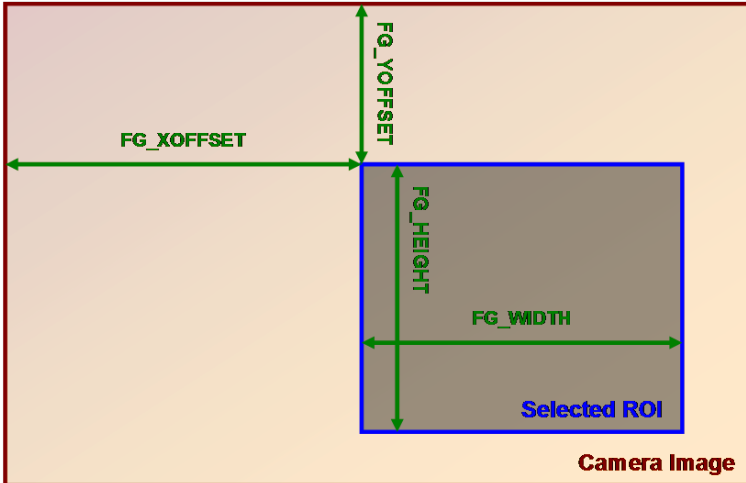 FG_YOFFSET
FG_XOFFSET
FG_HEIGHT
FG_WIDTH
Selected ROI
Camera Image